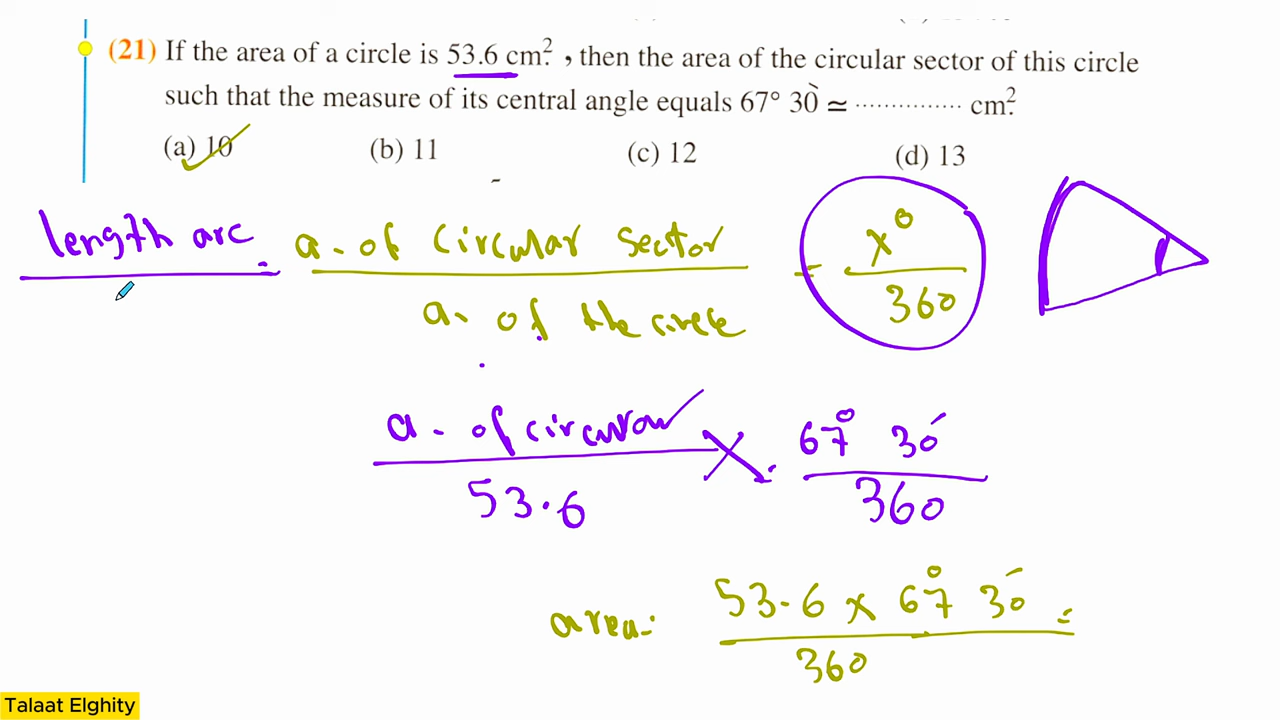 (21) If the area of a circle is 53.6 cm², then the area of the circular sector of this circle
such that the measure of its central angle equals 67° 30̀ ≃ ............... cm²
(a) 10 (b) 11 (c) 12 (d) 13
length arc = a. of circular sector = x°
a. of the circle 360
a. of circular = 67° 30´
53.6 360
area = 53.6 x 67° 30´ =
360
Talaat Elghity